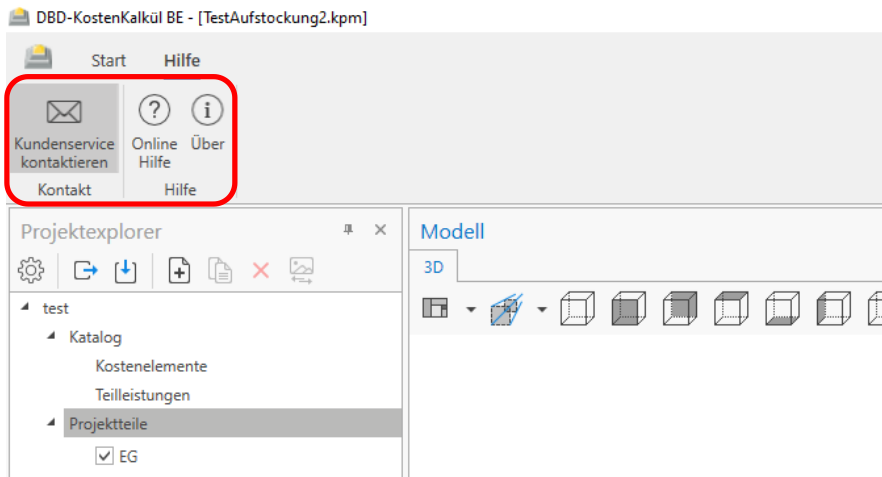 DBD-KostenKalkül BE - [TestAufstockung2.kpm]
Start Hilfe
Kundenservice kontaktieren
Online Hilfe
Über
Kontakt Hilfe
Projektexplorer
Modell
3D
test
Katalog
Kostenelemente
Teilleistungen
Projektteile
EG